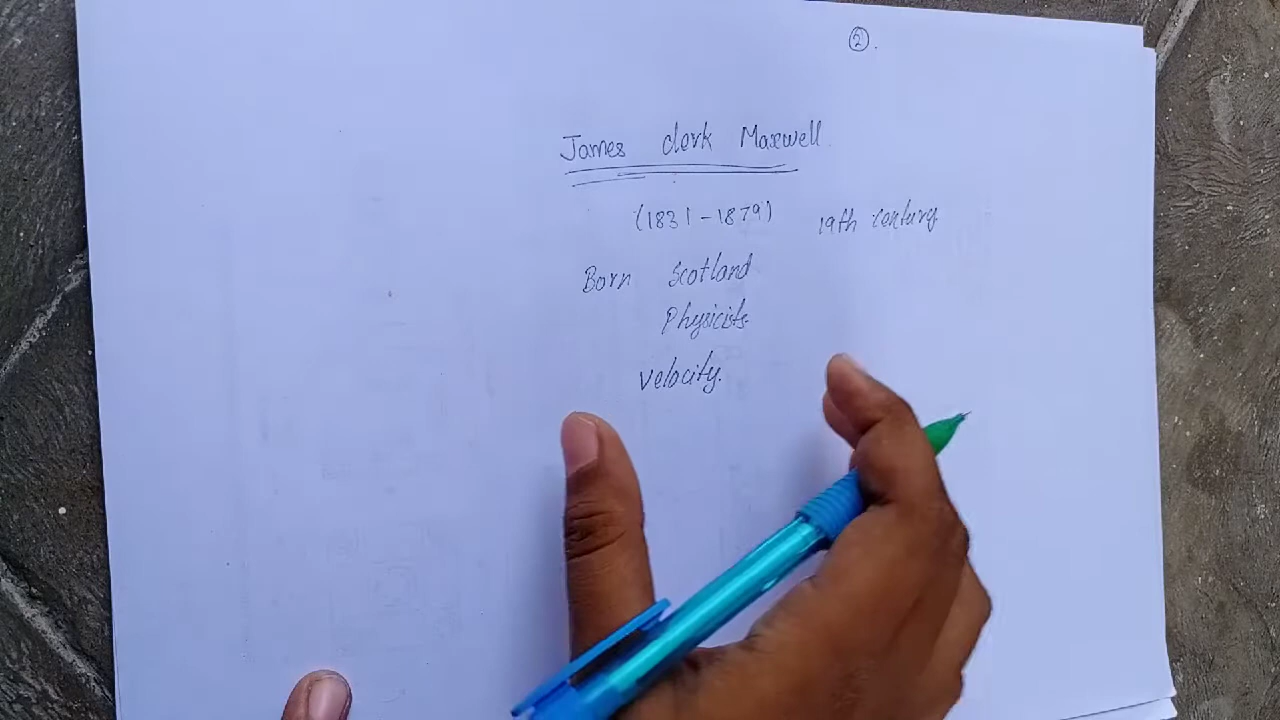 ②.
James clerk Maxwell.
(1831-1879) 19th century
Born Scotland
Physicists
velocity.